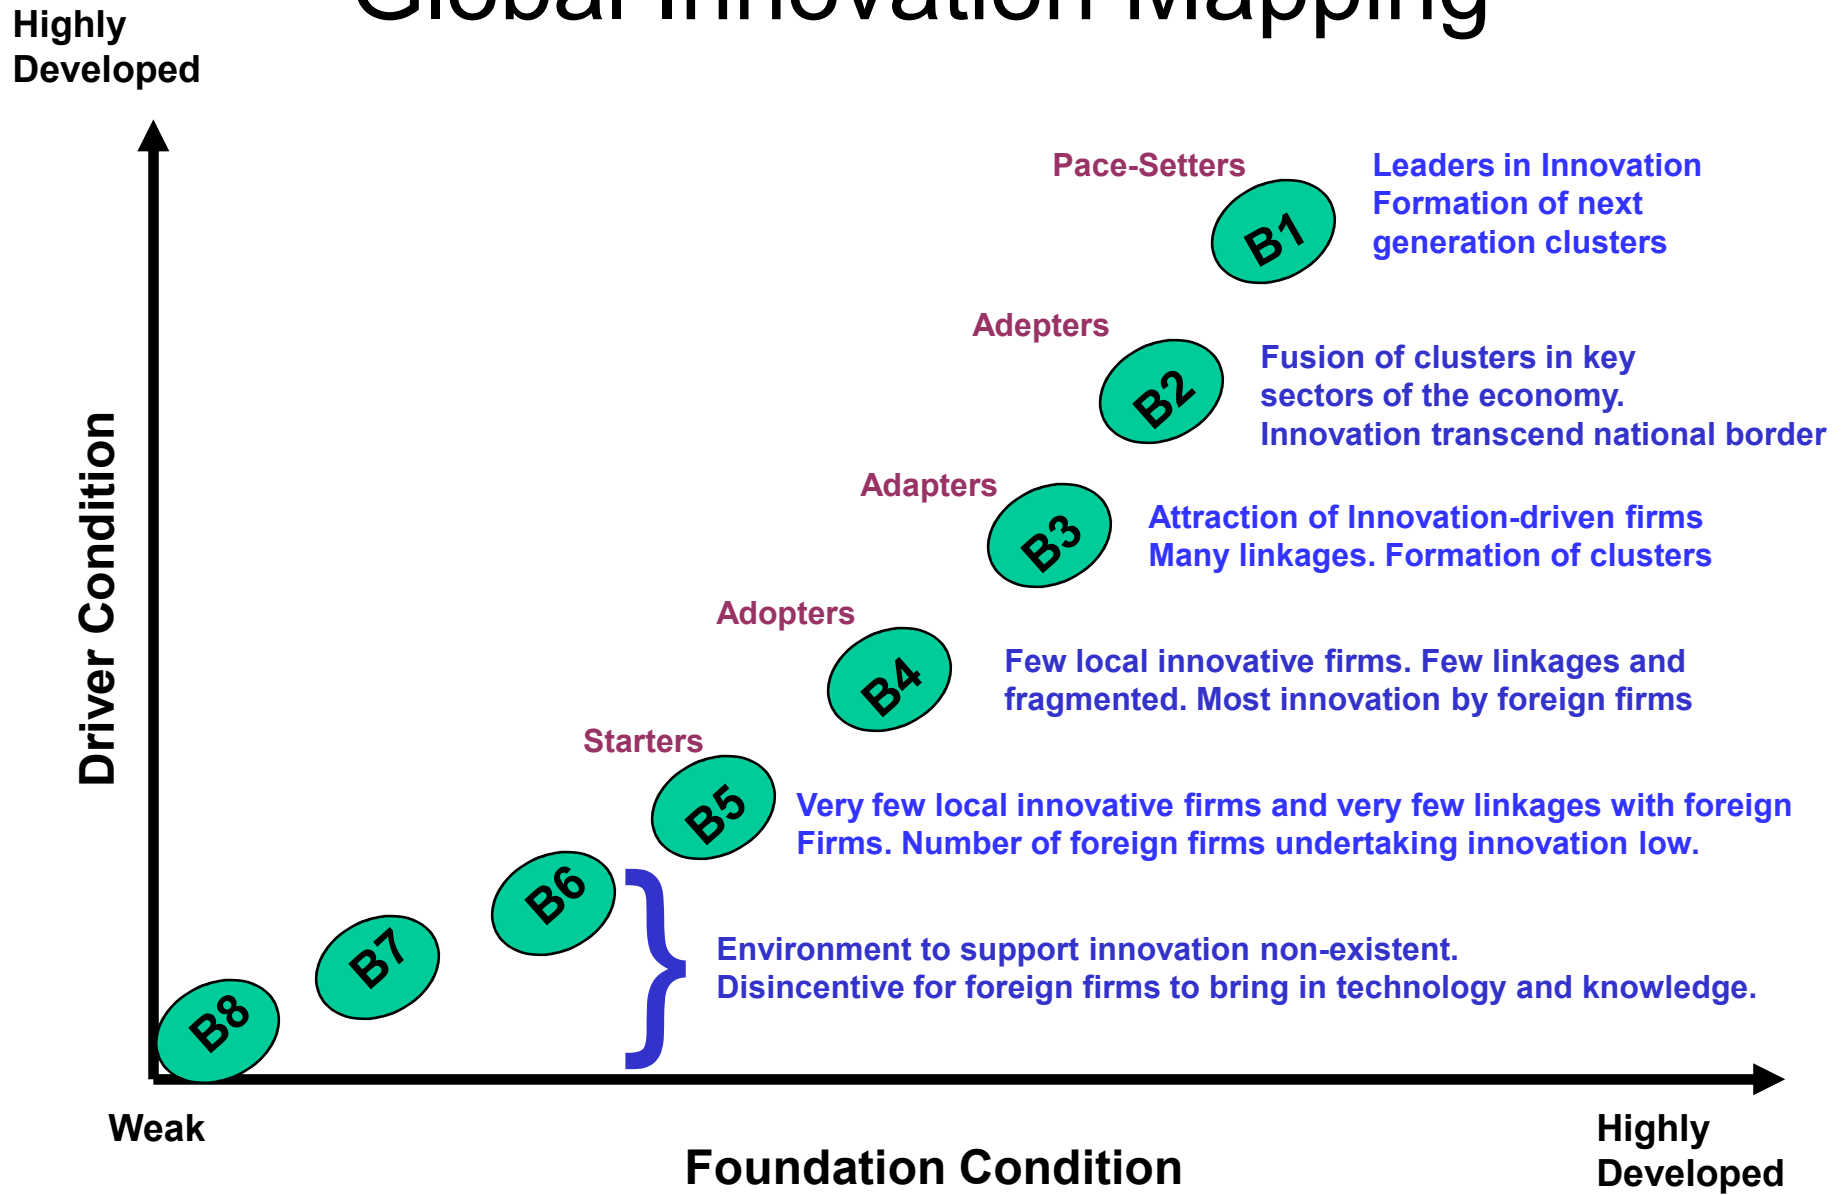 Global Innovation Mapping
Highly
Developed
Pace-Setters
Leaders in Innovation
Formation of next
generation clusters
B1
Adepters
Fusion of clusters in key
sectors of the economy.
Innovation transcend national border
B2
Adapters
Attraction of Innovation-driven firms
Many linkages. Formation of clusters
B3
Adopters
Few local innovative firms. Few linkages and
fragmented. Most innovation by foreign firms
B4
Starters
Very few local innovative firms and very few linkages with foreign
Firms. Number of foreign firms undertaking innovation low.
B5
B6
Environment to support innovation non-existent.
Disincentive for foreign firms to bring in technology and knowledge.
B7
B8
Driver Condition
Weak
Foundation Condition
Highly
Developed